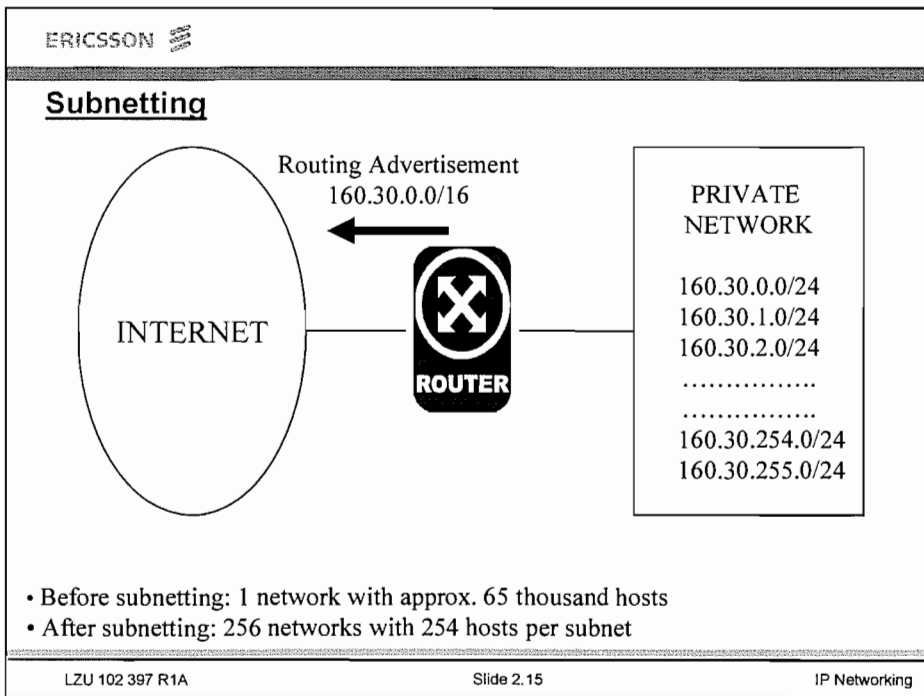 ERICSSON
Subnetting
Routing Advertisement
160.30.0.0/16
INTERNET
ROUTER
PRIVATE
NETWORK
160.30.0.0/24
160.30.1.0/24
160.30.2.0/24
................
................
160.30.254.0/24
160.30.255.0/24
• Before subnetting: 1 network with approx. 65 thousand hosts
• After subnetting: 256 networks with 254 hosts per subnet
LZU 102 397 R1A
Slide 2.15
IP Networking